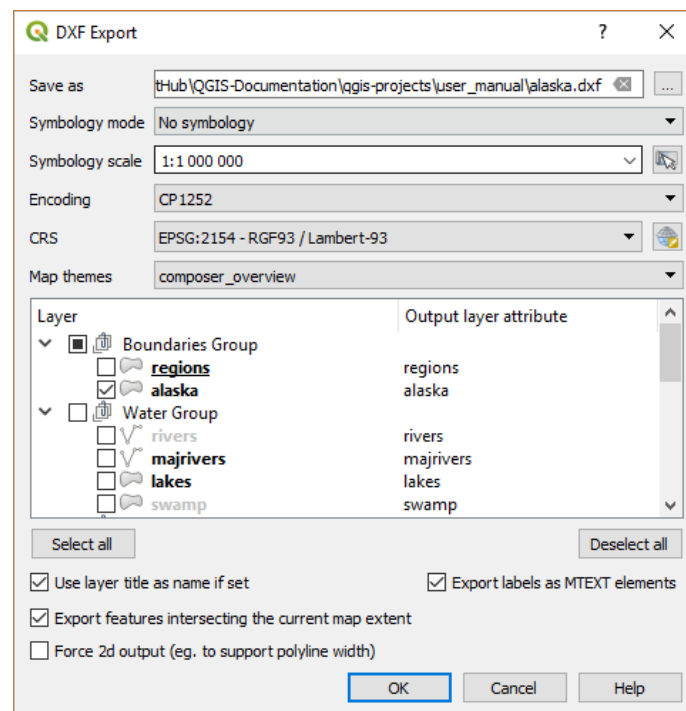 DXF Export ? ×
Save as tHub\QGIS-Documentation\qgis-projects\user_manual\alaska.dxf ...
Symbology mode No symbology
Symbology scale 1:1 000 000
Encoding CP1252
CRS EPSG:2154 - RGF93 / Lambert-93
Map themes composer_overview
Layer Output layer attribute
Boundaries Group
regions regions
alaska alaska
Water Group
rivers rivers
majrivers majrivers
lakes lakes
swamp swamp
Select all Deselect all
Use layer title as name if set Export labels as MTEXT elements
Export features intersecting the current map extent
Force 2d output (eg. to support polyline width)
OK Cancel Help